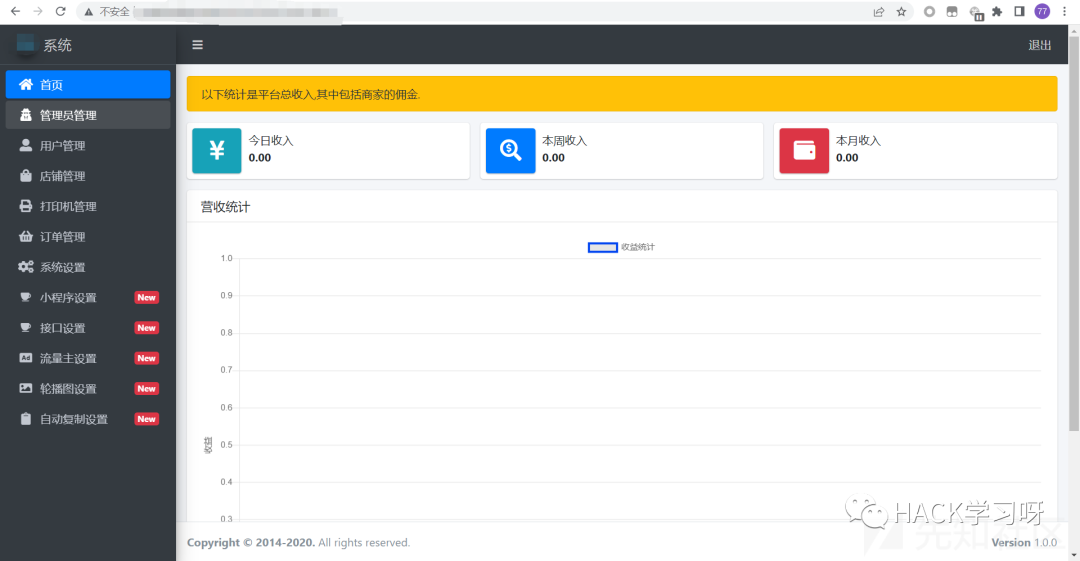 不安全
77
系统
退出
首页
管理员管理
用户管理
店铺管理
打印机管理
订单管理
系统设置
小程序设置 New
接口设置 New
流量主设置 New
轮播图设置 New
自动复制设置 New
以下统计是平台总收入,其中包括商家的佣金.
今日收入
0.00
本周收入
0.00
本月收入
0.00
营收统计
收益统计
1.0
0.9
0.8
0.7
0.6
0.5
0.4
0.3
收益
HACK学习呀
先知社区
Copyright © 2014-2020. All rights reserved.
Version 1.0.0